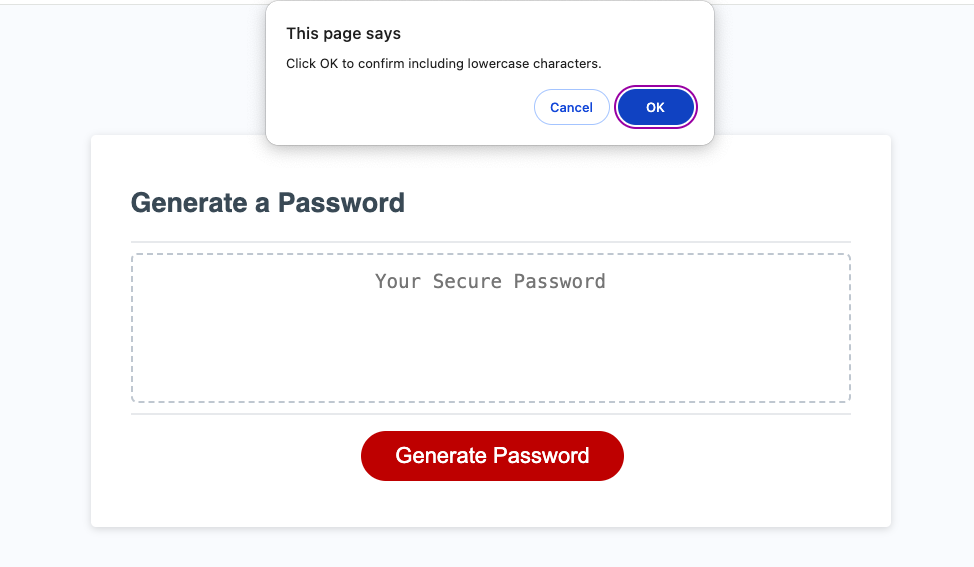 This page says
Click OK to confirm including lowercase characters.
Cancel OK
Generate a Password
Your Secure Password
Generate Password